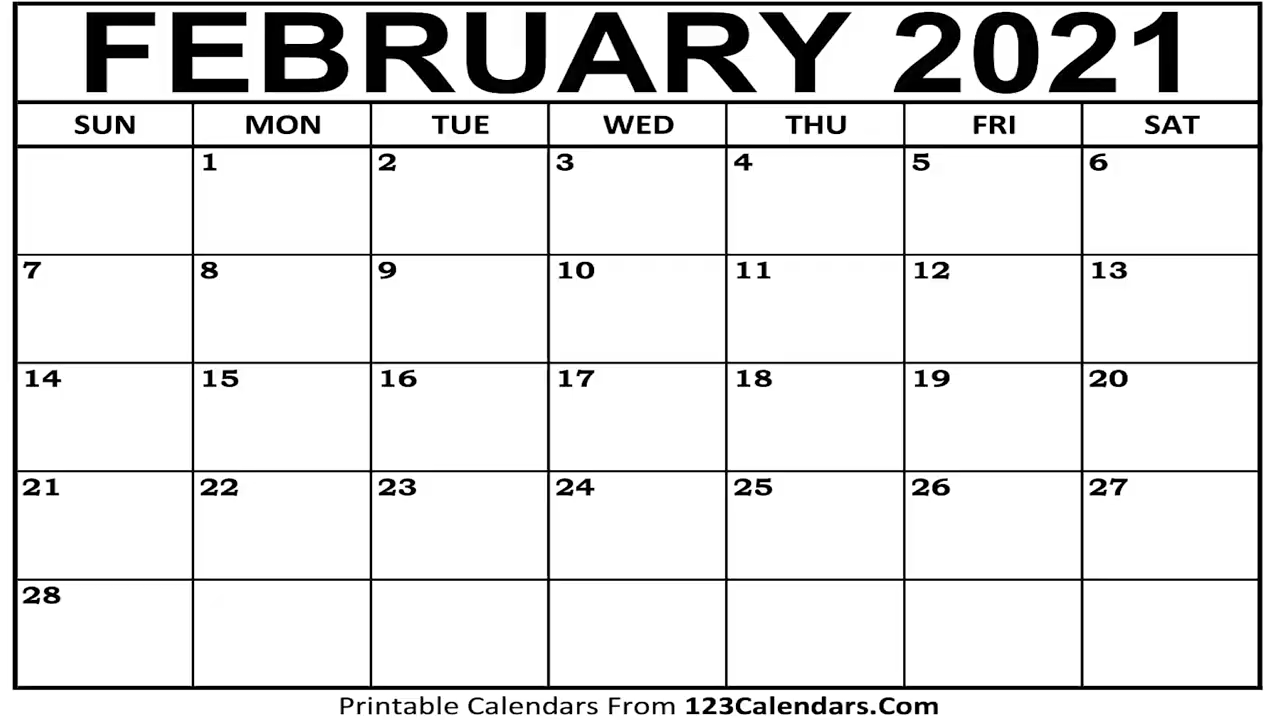 FEBRUARY 2021
SUN MON TUE WED THU FRI SAT
1 2 3 4 5 6
7 8 9 10 11 12 13
14 15 16 17 18 19 20
21 22 23 24 25 26 27
28
Printable Calendars From 123Calendars.Com